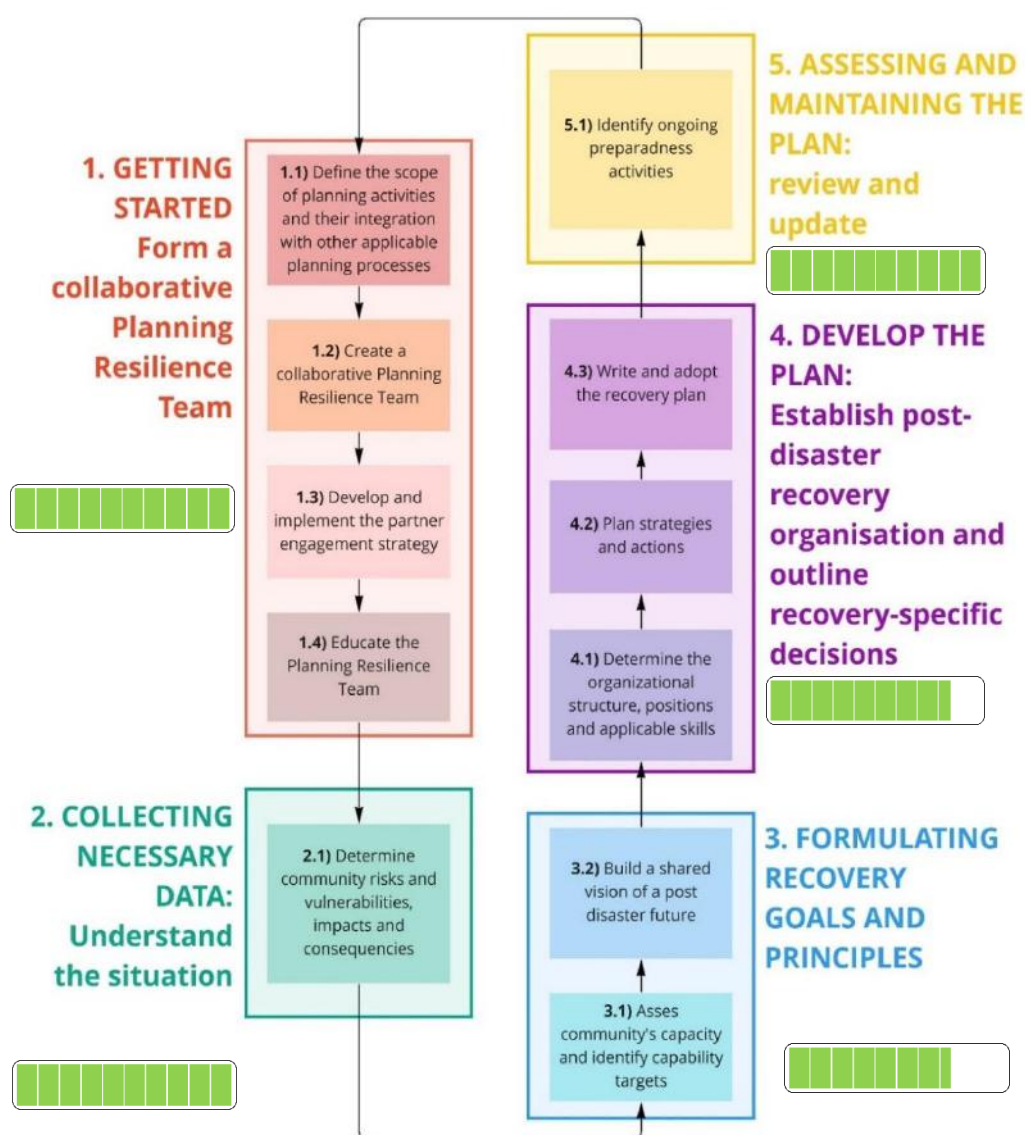 1. GETTING
STARTED
Form a
collaborative
Planning
Resilience
Team
1.1) Define the scope
of planning activities
and their integration
with other applicable
planning processes
1.2) Create a
collaborative Planning
Resilience Team
1.3) Develop and
implement the partner
engagement strategy
1.4) Educate the
Planning Resilience
Team
2. COLLECTING
NECESSARY
DATA:
Understand
the situation
2.1) Determine
community risks and
vulnerabilities,
impacts and
consequencies
3. FORMULATING
RECOVERY
GOALS AND
PRINCIPLES
3.1) Asses
community's capacity
and identify capability
targets
3.2) Build a shared
vision of a post
disaster future
4. DEVELOP THE
PLAN:
Establish post-
disaster
recovery
organisation and
outline
recovery-specific
decisions
4.1) Determine the
organizational
structure, positions
and applicable skills
4.2) Plan strategies
and actions
4.3) Write and adopt
the recovery plan
5. ASSESSING AND
MAINTAINING THE
PLAN:
review and
update
5.1) Identify ongoing
preparadness
activities